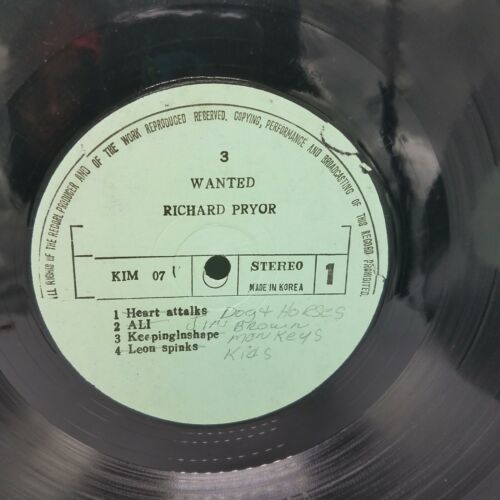 ALL RIGHTS OF THE RECORD PRODUCER AND OF THE WORK REPRODUCED RESERVED. COPYING, PERFORMANCE AND BROADCASTING OF THIS RECORD PROHIBITED.
3
WANTED
RICHARD PRYOR
KIM 07 STEREO 1
MADE IN KOREA
1 Heart attalks Dog & HORSES
2 ALI Jim BROWN
3 KeepingInshape monkeys
4 Leon spinks Kids